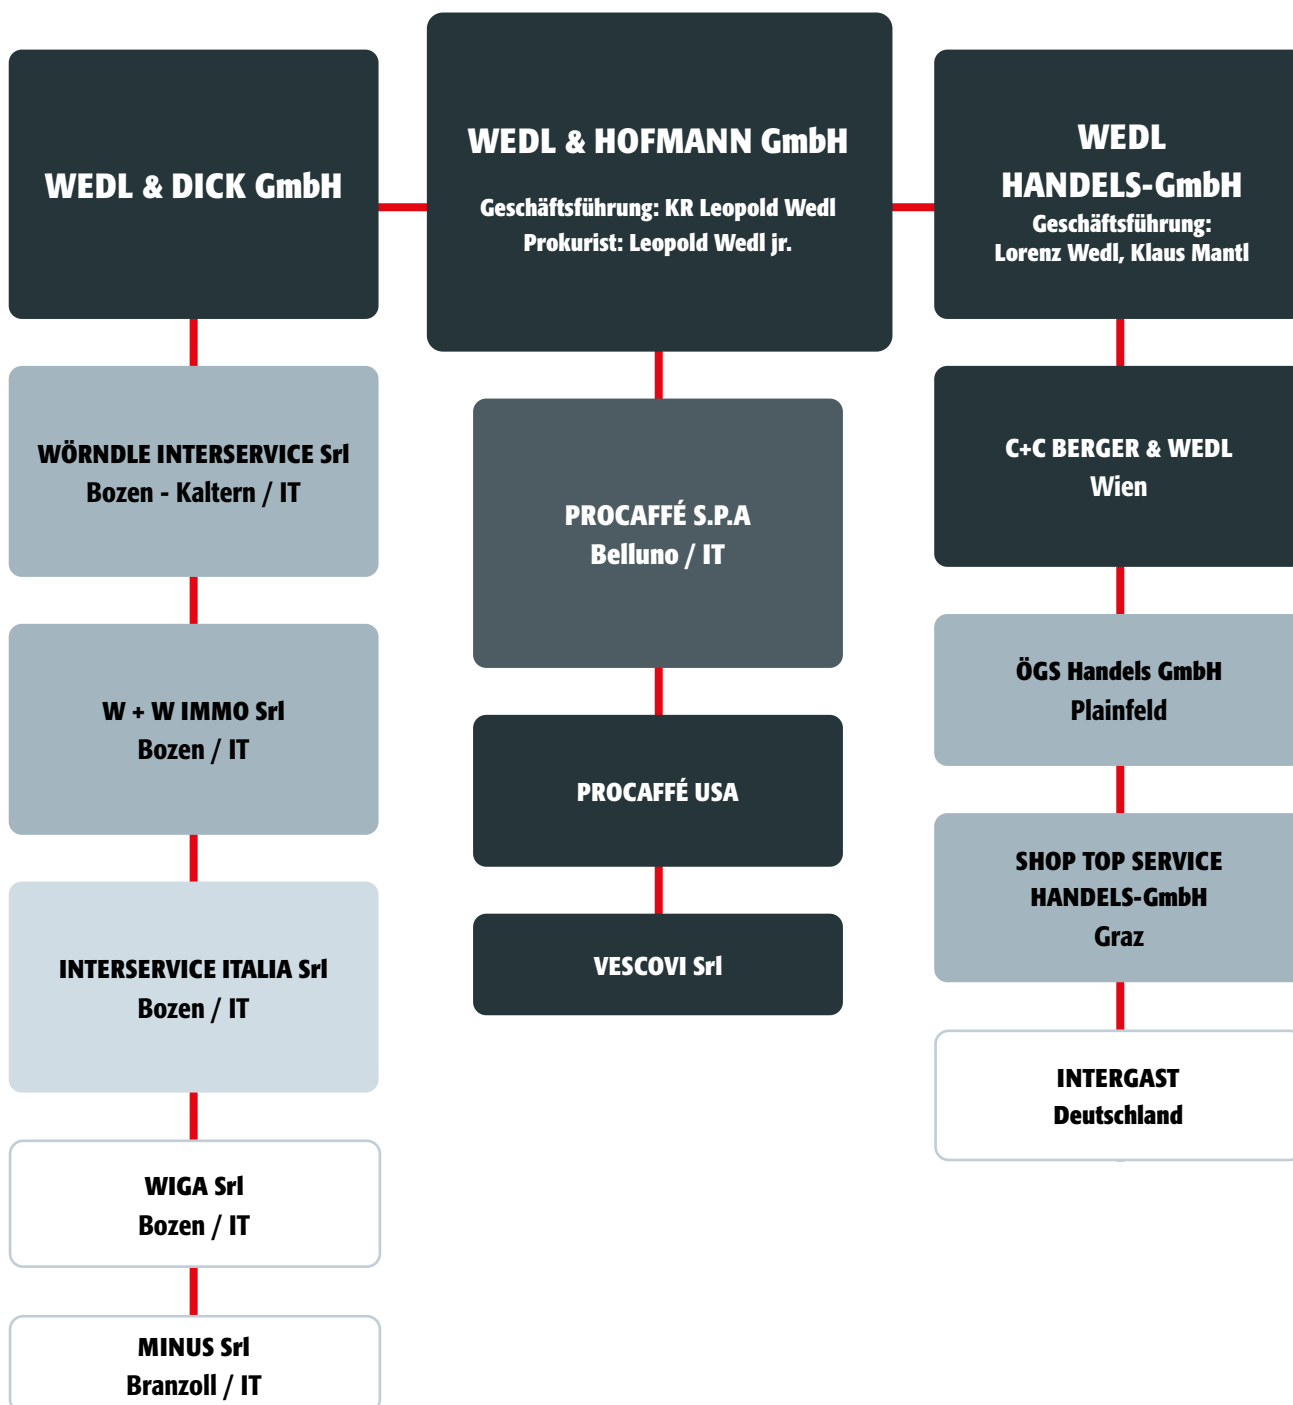 WEDL & DICK GmbH
WÖRNDLE INTERSERVICE Srl
Bozen - Kaltern / IT
W + W IMMO Srl
Bozen / IT
INTERSERVICE ITALIA Srl
Bozen / IT
WIGA Srl
Bozen / IT
MINUS Srl
Branzoll / IT
WEDL & HOFMANN GmbH
Geschäftsführung: KR Leopold Wedl
Prokurist: Leopold Wedl jr.
PROCAFFÉ S.P.A
Belluno / IT
PROCAFFÉ USA
VESCOVI Srl
WEDL
HANDELS-GmbH
Geschäftsführung:
Lorenz Wedl, Klaus Mantl
C+C BERGER & WEDL
Wien
ÖGS Handels GmbH
Plainfeld
SHOP TOP SERVICE
HANDELS-GmbH
Graz
INTERGAST
Deutschland